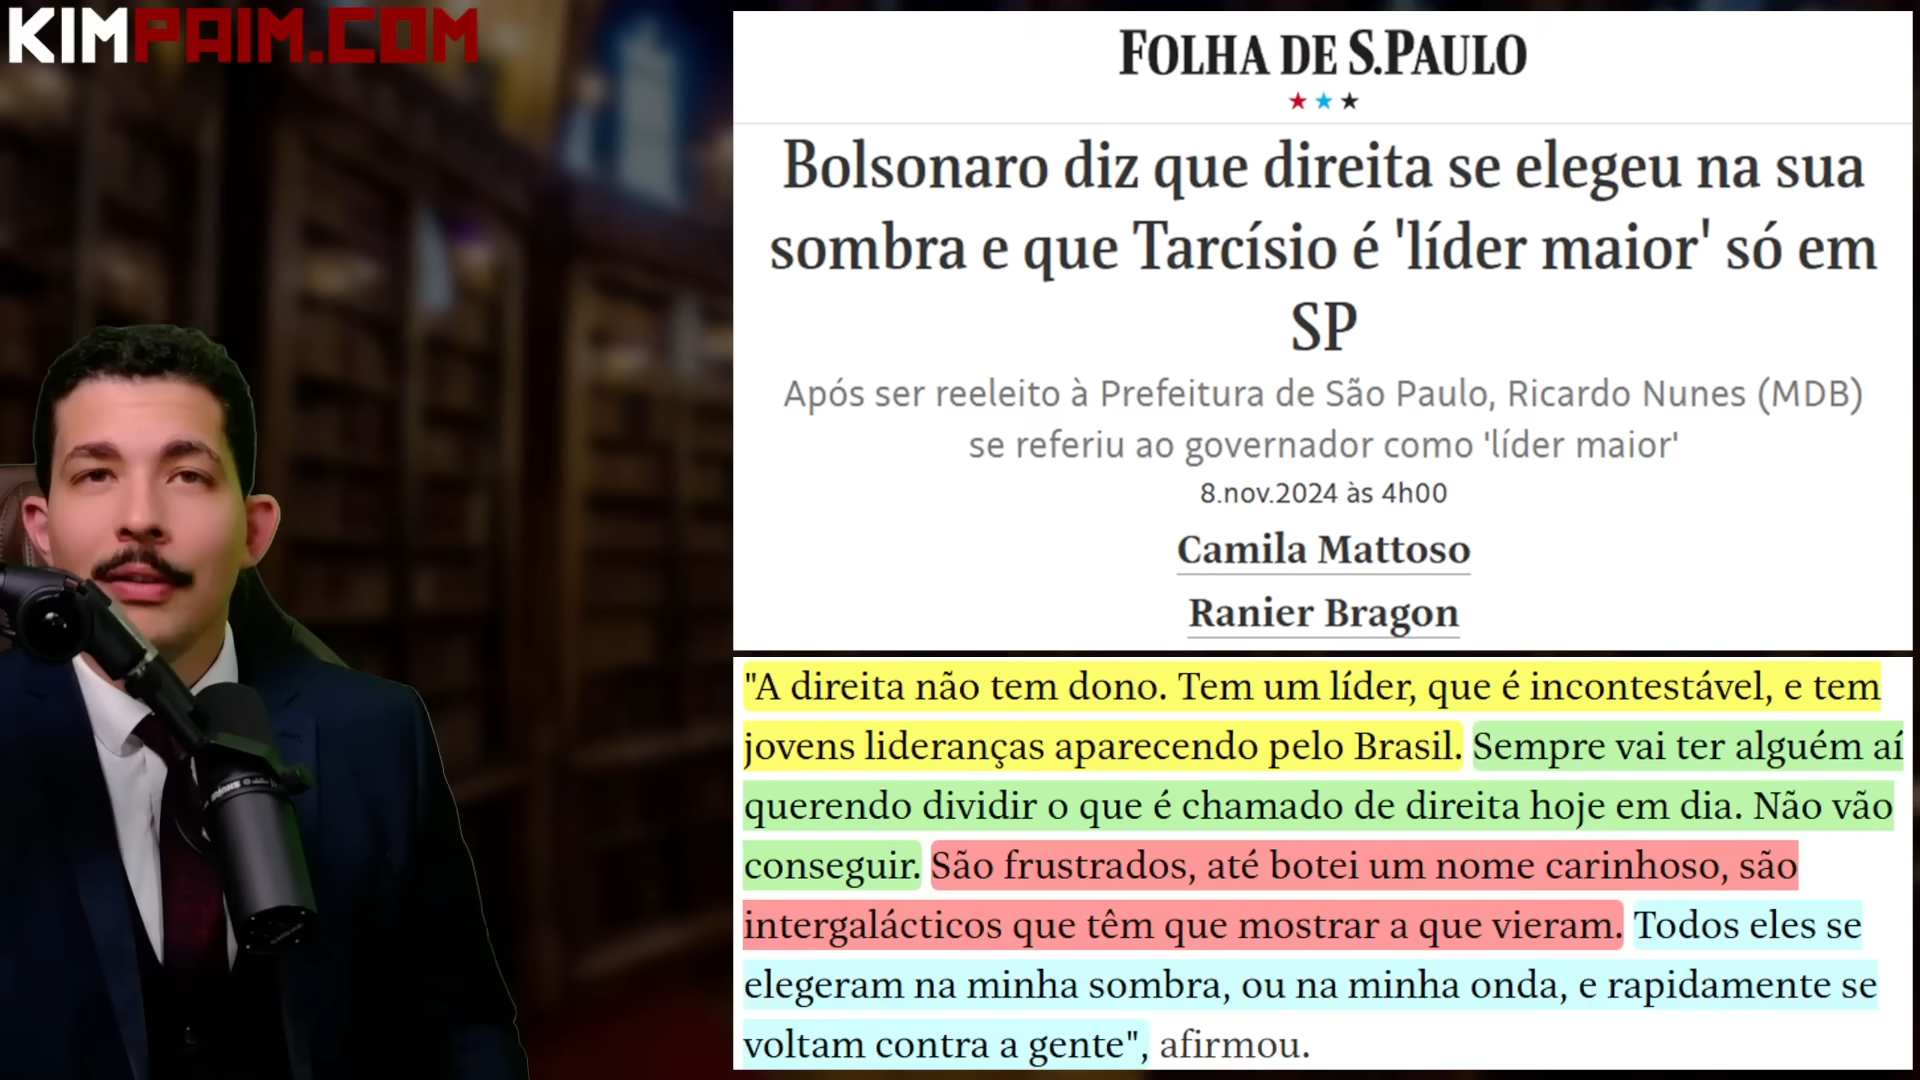 KIMPAIM.COM
FOLHA DE S.PAULO
Bolsonaro diz que direita se elegeu na sua
sombra e que Tarcísio é 'líder maior' só em
SP
Após ser reeleito à Prefeitura de São Paulo, Ricardo Nunes (MDB)
se referiu ao governador como 'líder maior'
8.nov.2024 às 4h00
Camila Mattoso
Ranier Bragon
"A direita não tem dono. Tem um líder, que é incontestável, e tem
jovens lideranças aparecendo pelo Brasil. Sempre vai ter alguém aí
querendo dividir o que é chamado de direita hoje em dia. Não vão
conseguir. São frustrados, até botei um nome carinhoso, são
intergalácticos que têm que mostrar a que vieram. Todos eles se
elegeram na minha sombra, ou na minha onda, e rapidamente se
voltam contra a gente", afirmou.